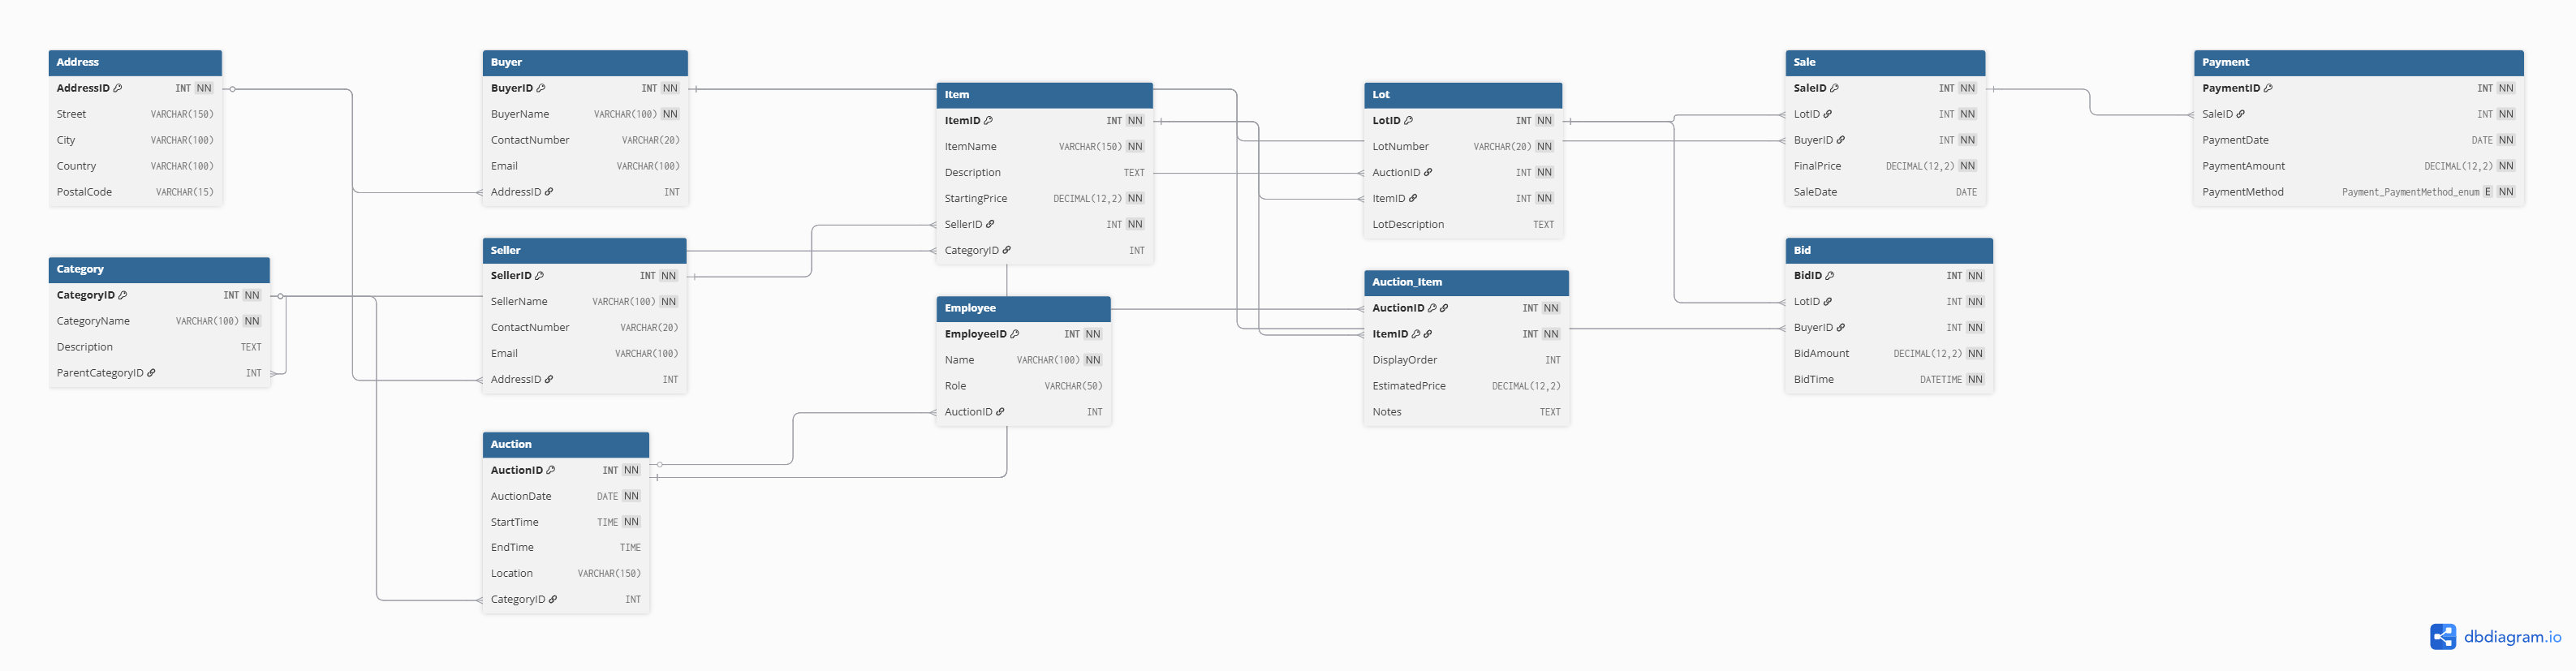 Address
AddressID INT NN
Street VARCHAR(150)
City VARCHAR(100)
Country VARCHAR(100)
PostalCode VARCHAR(15)
Category
CategoryID INT NN
CategoryName VARCHAR(100) NN
Description TEXT
ParentCategoryID INT
Buyer
BuyerID INT NN
BuyerName VARCHAR(100) NN
ContactNumber VARCHAR(20)
Email VARCHAR(100)
AddressID INT
Seller
SellerID INT NN
SellerName VARCHAR(100) NN
ContactNumber VARCHAR(20)
Email VARCHAR(100)
AddressID INT
Auction
AuctionID INT NN
AuctionDate DATE NN
StartTime TIME NN
EndTime TIME
Location VARCHAR(150)
CategoryID INT
Item
ItemID INT NN
ItemName VARCHAR(150) NN
Description TEXT
StartingPrice DECIMAL(12,2) NN
SellerID INT NN
CategoryID INT
Employee
EmployeeID INT NN
Name VARCHAR(100) NN
Role VARCHAR(50)
AuctionID INT
Lot
LotID INT NN
LotNumber VARCHAR(20) NN
AuctionID INT NN
ItemID INT NN
LotDescription TEXT
Auction_Item
AuctionID INT NN
ItemID INT NN
DisplayOrder INT
EstimatedPrice DECIMAL(12,2)
Notes TEXT
Sale
SaleID INT NN
LotID INT NN
BuyerID INT NN
FinalPrice DECIMAL(12,2) NN
SaleDate DATE
Bid
BidID INT NN
LotID INT NN
BuyerID INT NN
BidAmount DECIMAL(12,2) NN
BidTime DATETIME NN
Payment
PaymentID INT NN
SaleID INT NN
PaymentDate DATE NN
PaymentAmount DECIMAL(12,2) NN
PaymentMethod Payment_PaymentMethod_enum E NN
dbdiagram.io